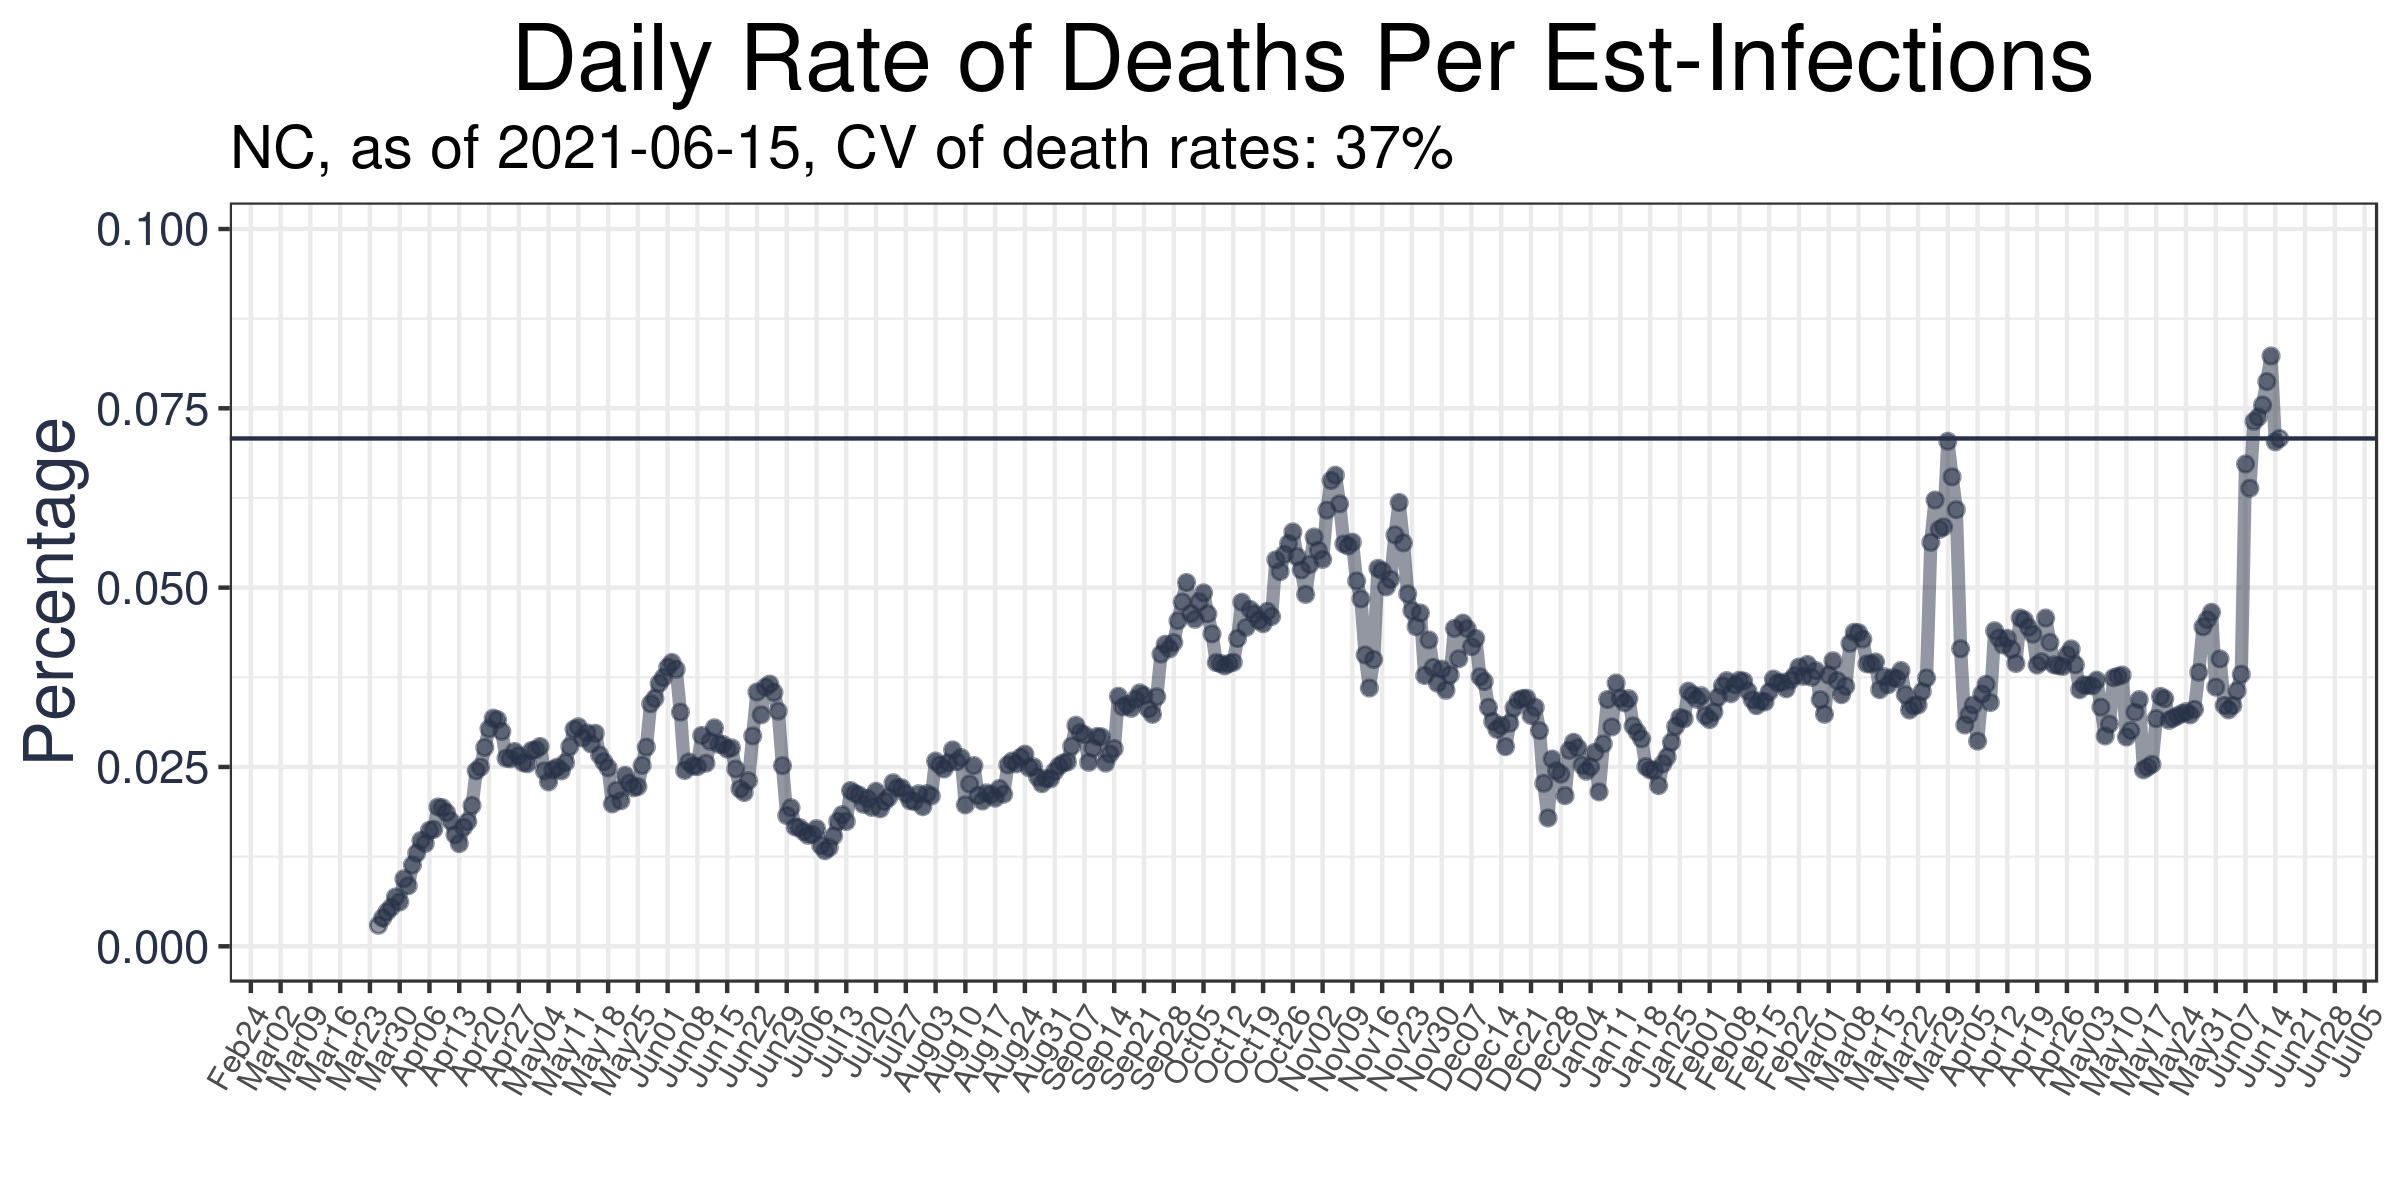 Daily Rate of Deaths Per Est-Infections
NC, as of 2021-06-15, CV of death rates: 37%
Percentage
0.100
0.075
0.050
0.025
0.000
Feb24
Mar02
Mar09
Mar16
Mar23
Mar30
Apr06
Apr13
Apr20
Apr27
May04
May11
May18
May25
Jun01
Jun08
Jun15
Jun22
Jun29
Jul06
Jul13
Jul20
Jul27
Aug03
Aug10
Aug17
Aug24
Aug31
Sep07
Sep14
Sep21
Sep28
Oct05
Oct12
Oct19
Oct26
Nov02
Nov09
Nov16
Nov23
Nov30
Dec07
Dec14
Dec21
Dec28
Jan04
Jan11
Jan18
Jan25
Feb01
Feb08
Feb15
Feb22
Mar01
Mar08
Mar15
Mar22
Mar29
Apr05
Apr12
Apr19
Apr26
May03
May10
May17
May24
May31
Jun07
Jun14
Jun21
Jun28
Jul05